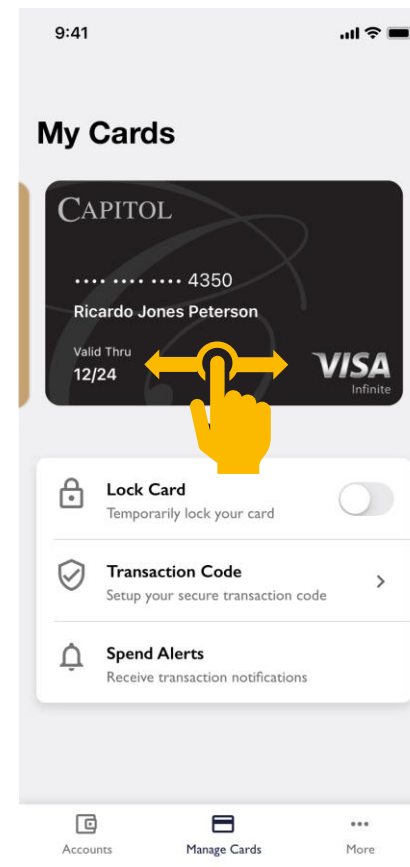 9:41
My Cards
CAPITOL
•••• •••• •••• 4350
Ricardo Jones Peterson
Valid Thru
12/24
VISA
Infinite
Lock Card
Temporarily lock your card
Transaction Code
Setup your secure transaction code
Spend Alerts
Receive transaction notifications
Accounts
Manage Cards
More